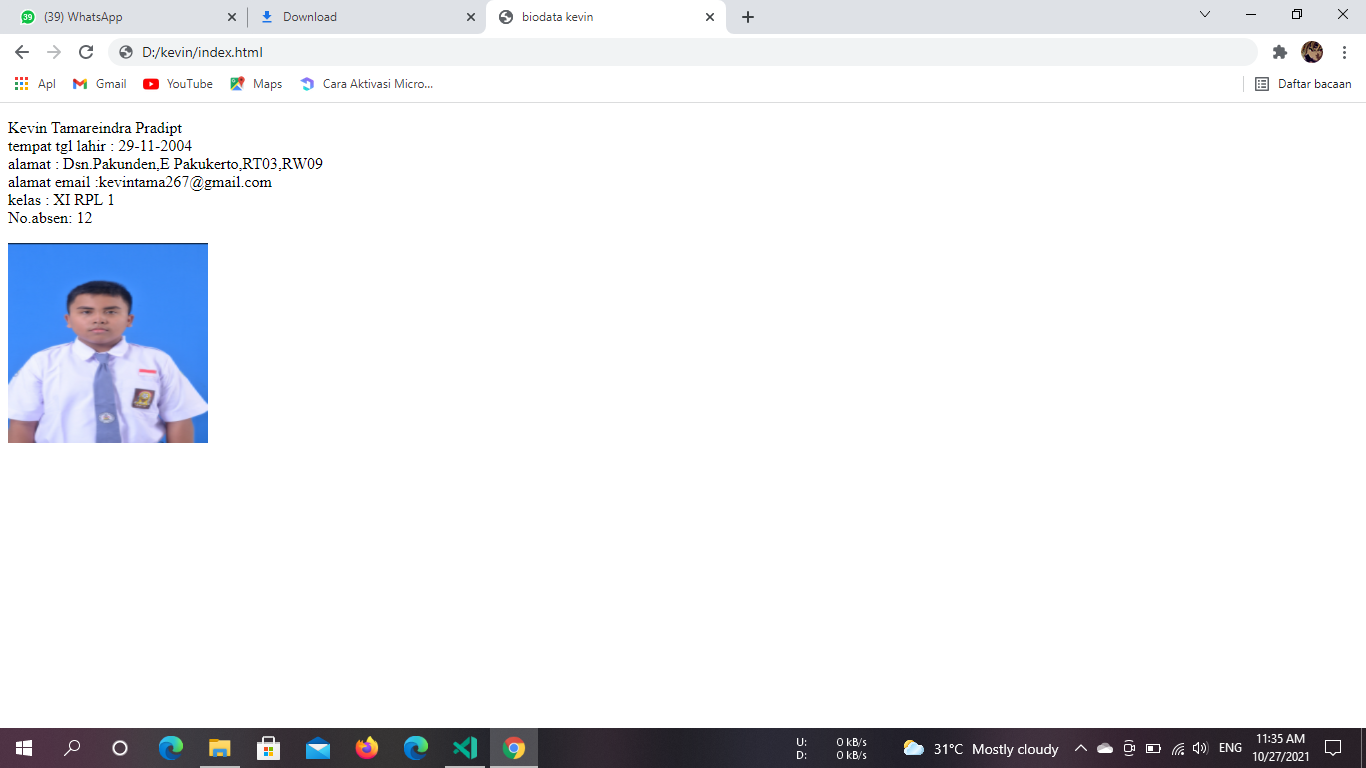 (39) WhatsApp
Download
biodata kevin
D:/kevin/index.html
Apl
Gmail
YouTube
Maps
Cara Aktivasi Micro...
Daftar bacaan
Kevin Tamareindra Pradipt
tempat tgl lahir : 29-11-2004
alamat : Dsn.Pakunden,E Pakukerto,RT03,RW09
alamat email :kevintama267@gmail.com
kelas : XI RPL 1
No.absen: 12
U: 0 kB/s
D: 0 kB/s
31°C Mostly cloudy
ENG
11:35 AM
10/27/2021